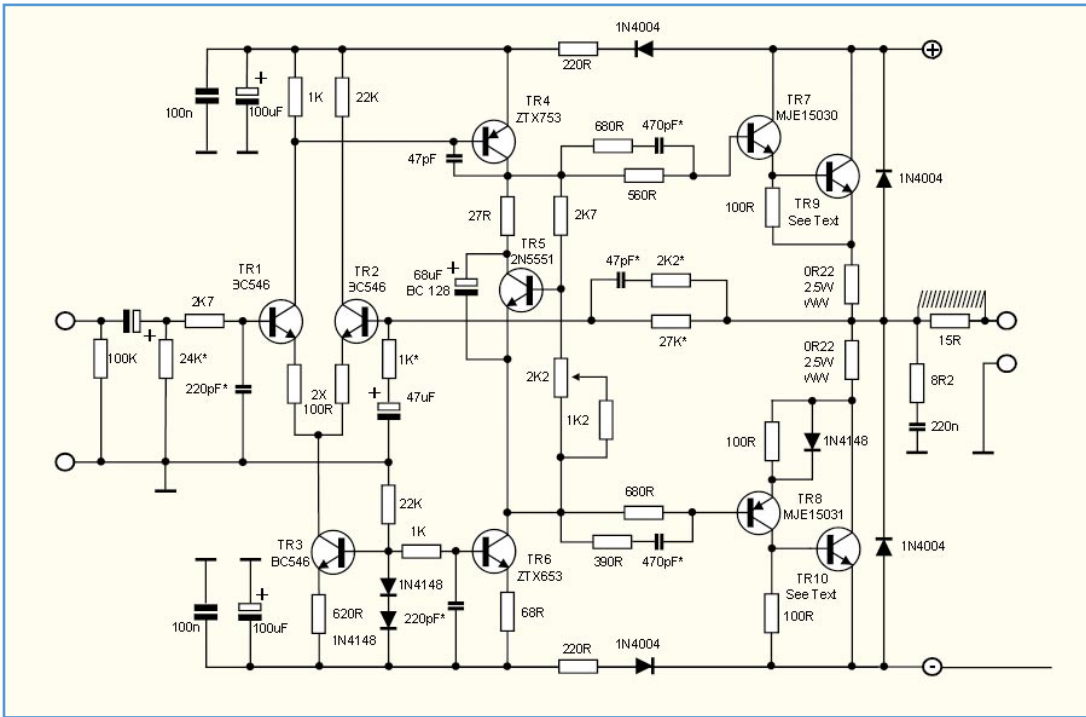 1N4004
220R
+
100n
+
100uF
1K
22K
TR4
ZTX753
680R
470pF*
TR7
MJE15030
47pF
560R
100R
TR9
See Text
1N4004
27R
2K7
TR5
2N5551
+
68uF
BC 128
47pF*
2K2*
0R22
2.5W
WW
TR1
BC546
TR2
BC546
2K7
27K*
15R
100K
+
24K*
220pF*
2X
100R
1K*
47uF
2K2
1K2
0R22
2.5W
WW
8R2
220n
100R
1N4148
22K
680R
TR8
MJE15031
TR3
BC546
1K
TR6
ZTX653
390R
470pF*
TR10
See Text
1N4004
1N4148
100n
+
100uF
620R
1N4148
220pF*
68R
100R
1N4004
220R
-